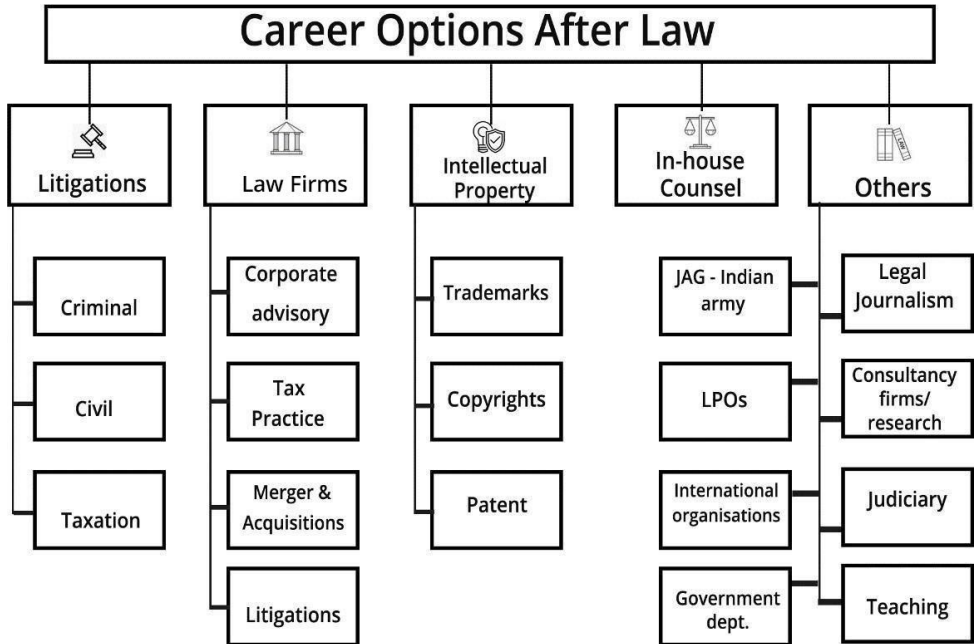 Career Options After Law
Litigations
Law Firms
Intellectual
Property
In-house
Counsel
LAW
Others
Criminal
Civil
Taxation
Corporate
advisory
Tax
Practice
Merger &
Acquisitions
Litigations
Trademarks
Copyrights
Patent
JAG - Indian
army
LPOs
International
organisations
Government
dept.
Legal
Journalism
Consultancy
firms/
research
Judiciary
Teaching